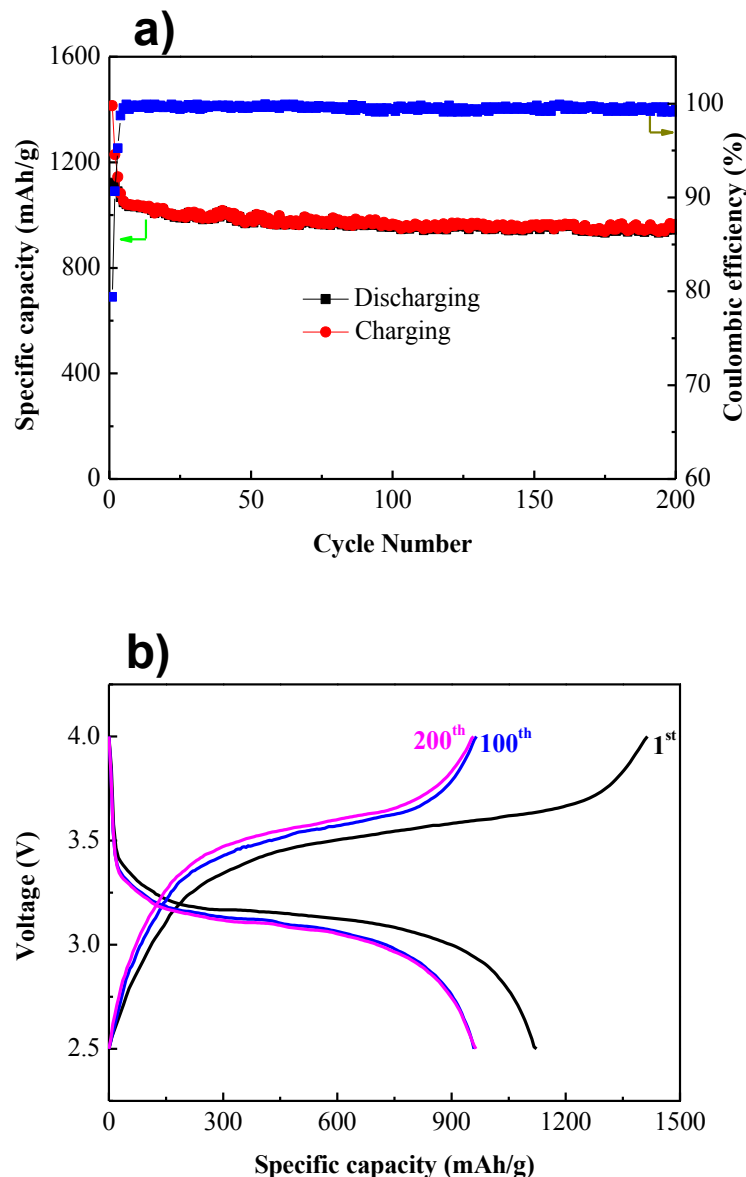 a)
1600
1200
800
400
0
Specific capacity (mAh/g)
100
90
80
70
60
Coulombic efficiency (%)
Discharging
Charging
0 50 100 150 200
Cycle Number
b)
4.0
3.5
3.0
2.5
Voltage (V)
200th 100th 1st
0 300 600 900 1200 1500
Specific capacity (mAh/g)